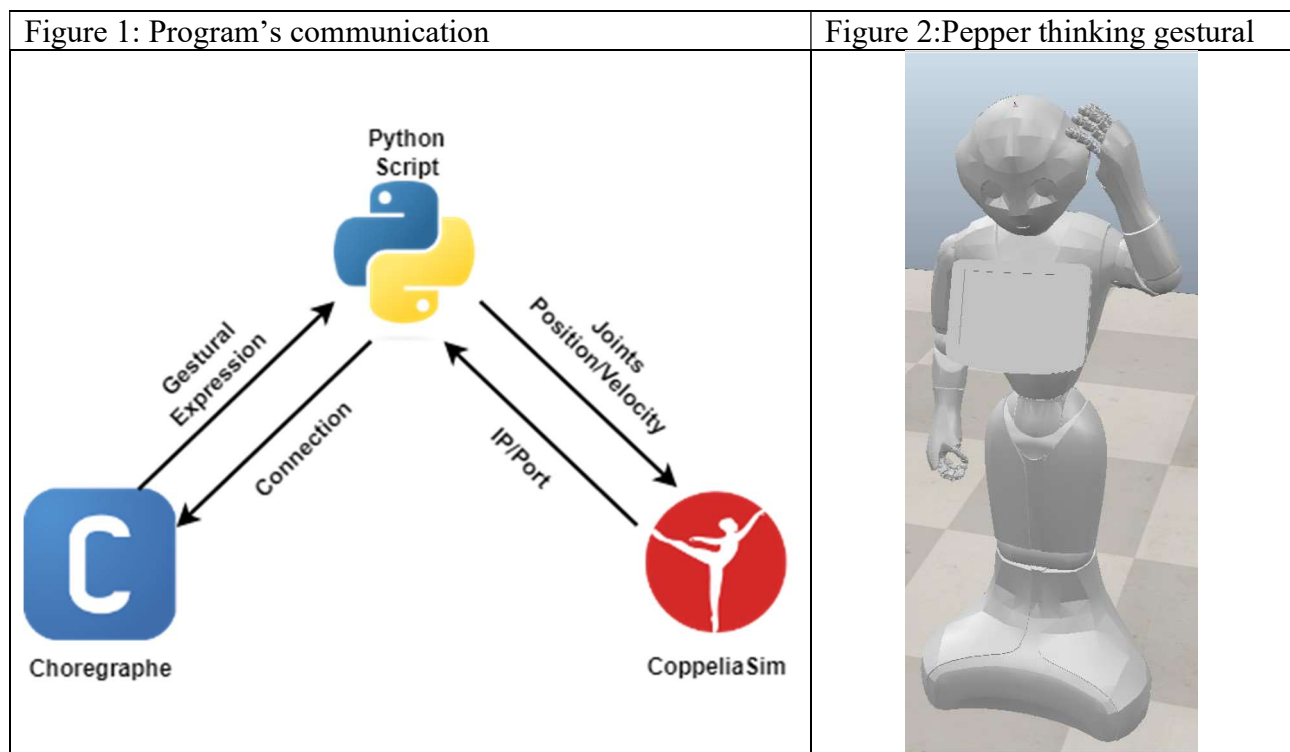 Figure 1: Program’s communication
Figure 2:Pepper thinking gestural
Python
Script
Gestural
Expression
Connection
Joints
Position/Velocity
IP/Port
C
Choregraphe
CoppeliaSim